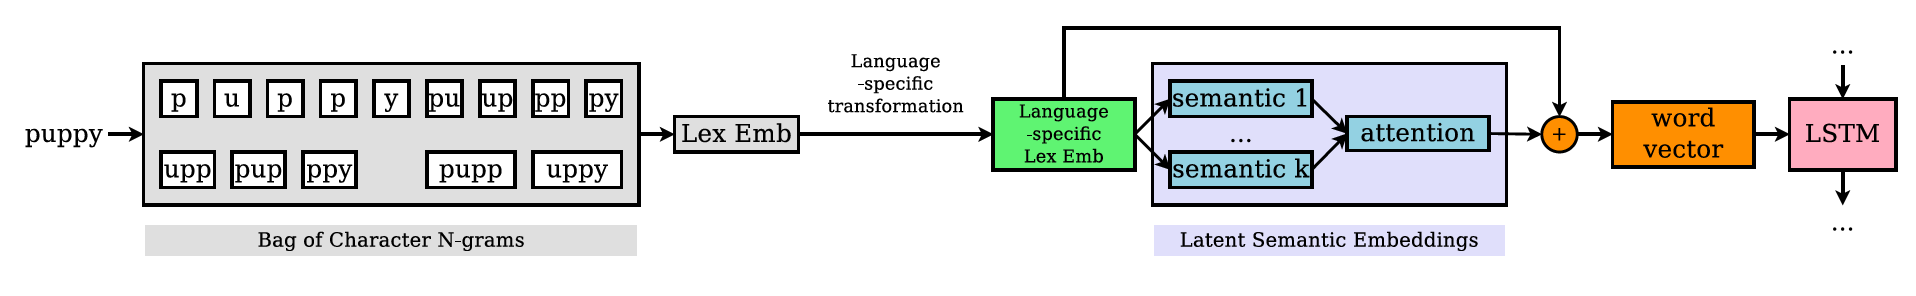 puppy
p u p p y pu up pp py
upp pup ppy pupp uppy
Bag of Character N-grams
Lex Emb
Language
-specific
transformation
Language
-specific
Lex Emb
semantic 1
...
semantic k
attention
Latent Semantic Embeddings
+
word
vector
...
LSTM
...